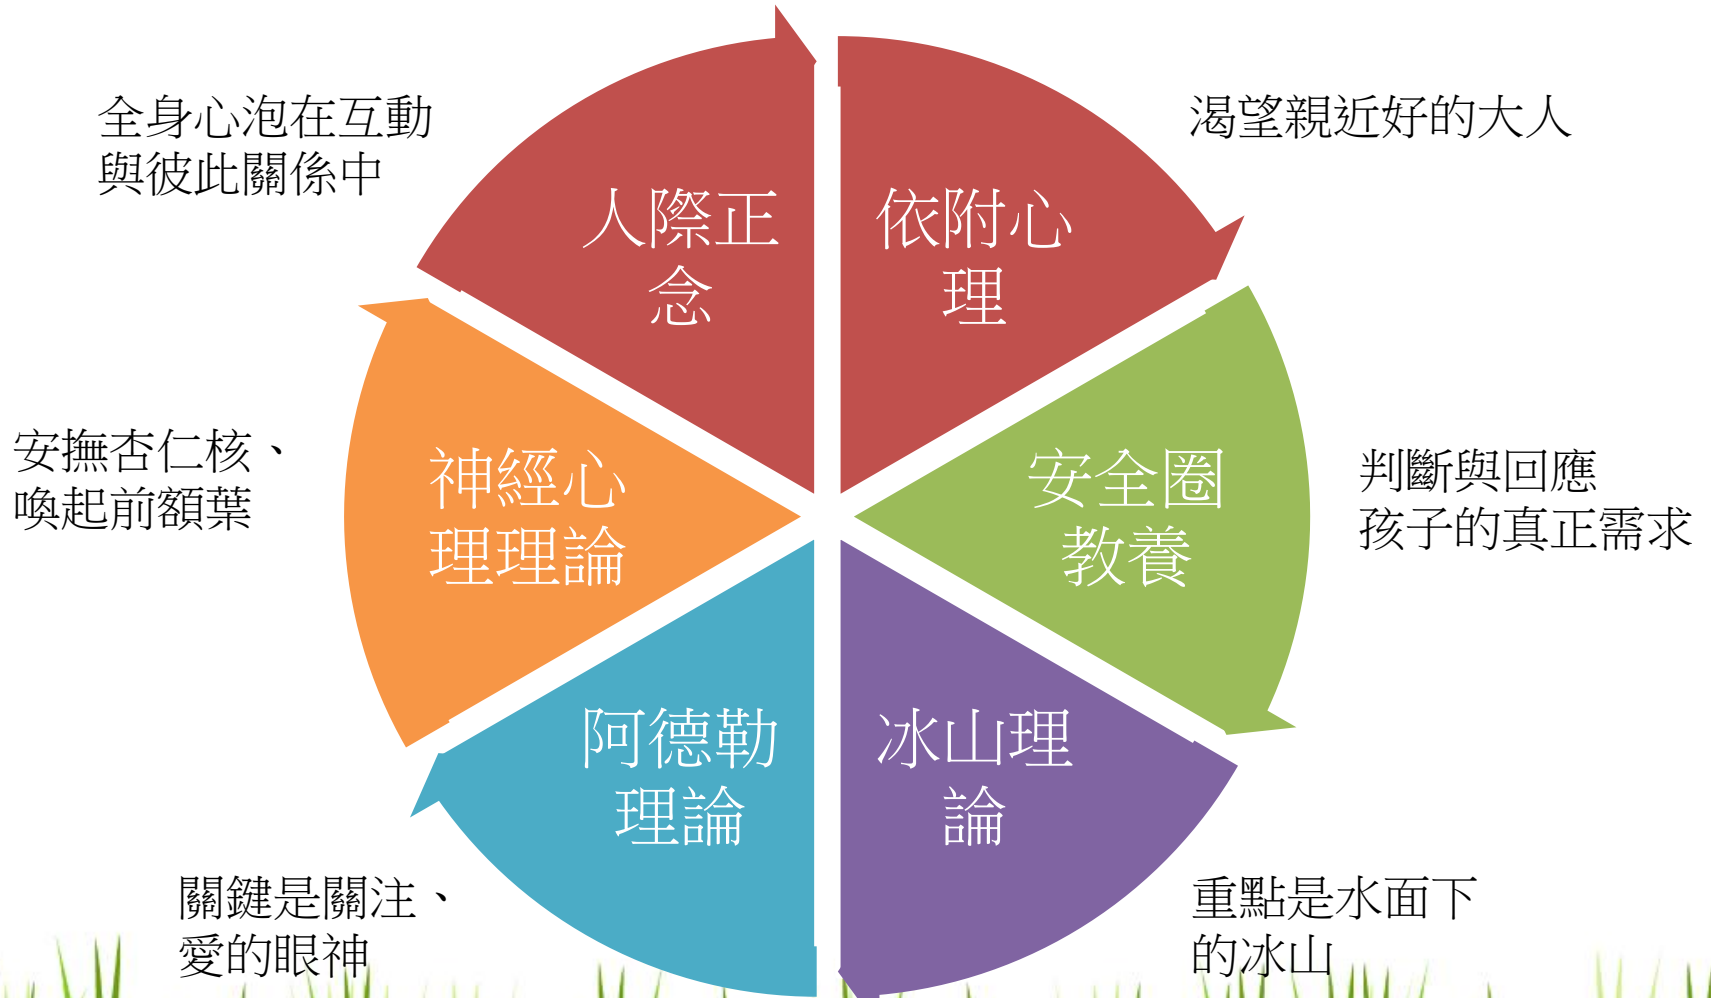 全身心泡在互動
與彼此關係中
人際正
念
依附心
理
渴望親近好的大人
安全圈
教養
判斷與回應
孩子的真正需求
冰山理
論
重點是水面下
的冰山
阿德勒
理論
關鍵是關注、
愛的眼神
神經心
理理論
安撫杏仁核、
喚起前額葉